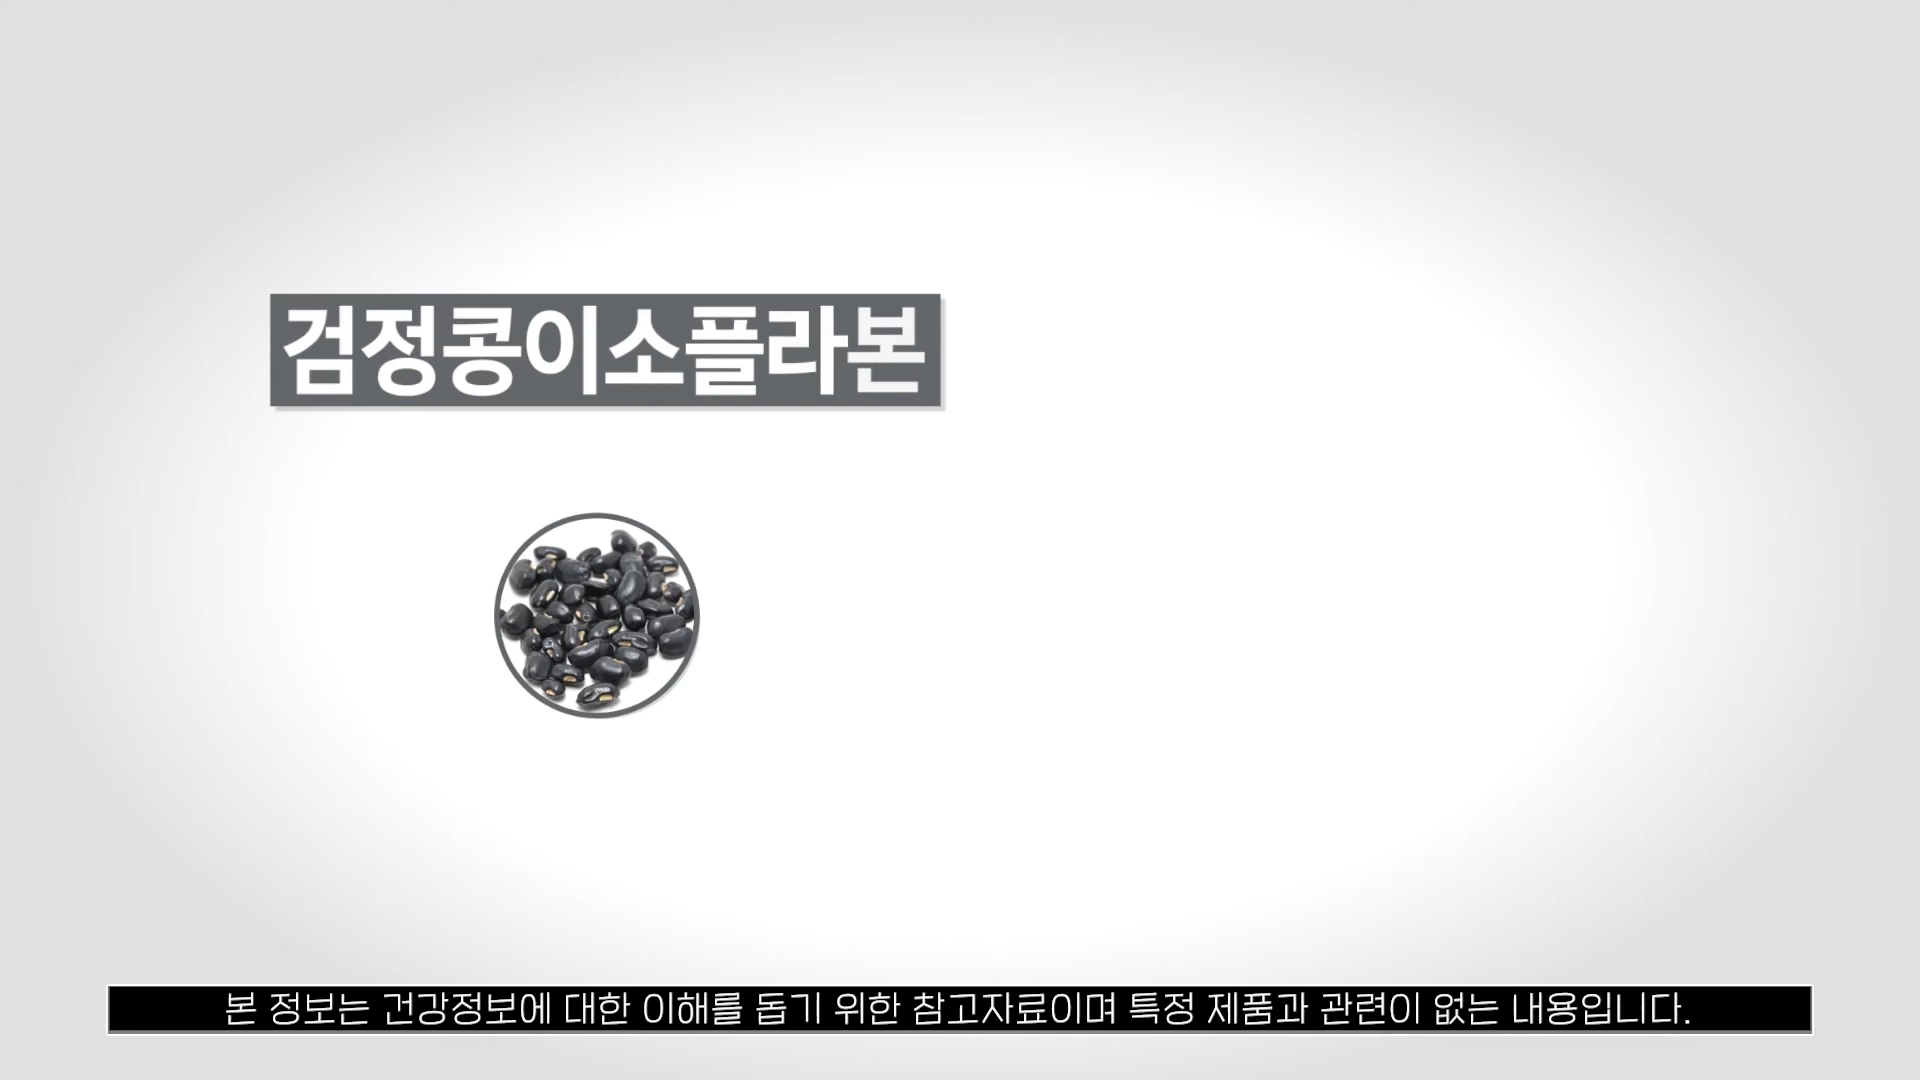 검정콩이소플라본
본 정보는 건강정보에 대한 이해를 돕기 위한 참고자료이며 특정 제품과 관련이 없는 내용입니다.